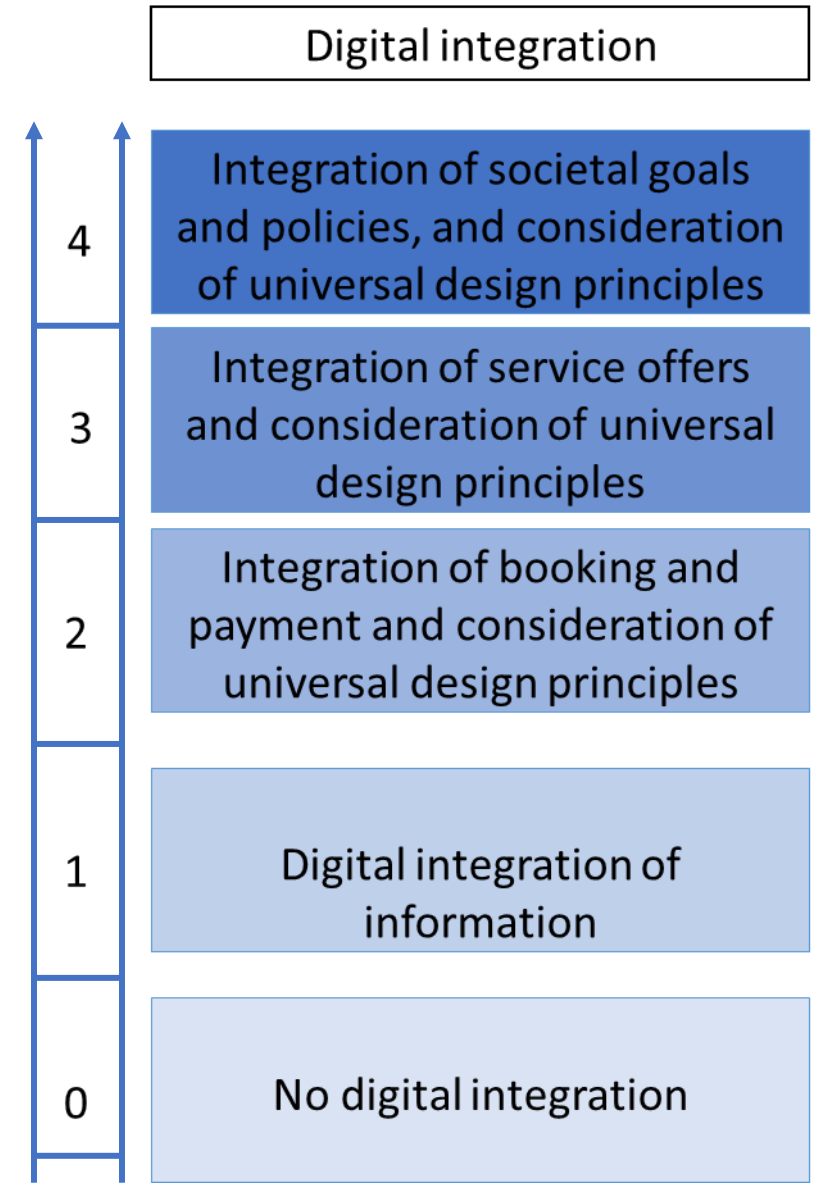 Digital integration
4
Integration of societal goals
and policies, and consideration
of universal design principles
3
Integration of service offers
and consideration of universal
design principles
2
Integration of booking and
payment and consideration of
universal design principles
1
Digital integration of
information
0
No digital integration